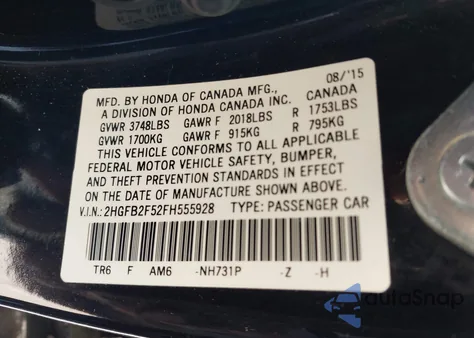 MFD. BY HONDA OF CANADA MFG., 08/'15
A DIVISION OF HONDA CANADA INC. CANADA
GVWR 3748LBS GAWR F 2018LBS R 1753LBS
GVWR 1700KG GAWR F 915KG R 795KG
THIS VEHICLE CONFORMS TO ALL APPLICABLE
FEDERAL MOTOR VEHICLE SAFETY, BUMPER,
AND THEFT PREVENTION STANDARDS IN EFFECT
ON THE DATE OF MANUFACTURE SHOWN ABOVE.
V.I.N.: 2HGFB2F52FH555928 TYPE: PASSENGER CAR
TR6 F AM6 -NH731P -Z -H
autoSnap